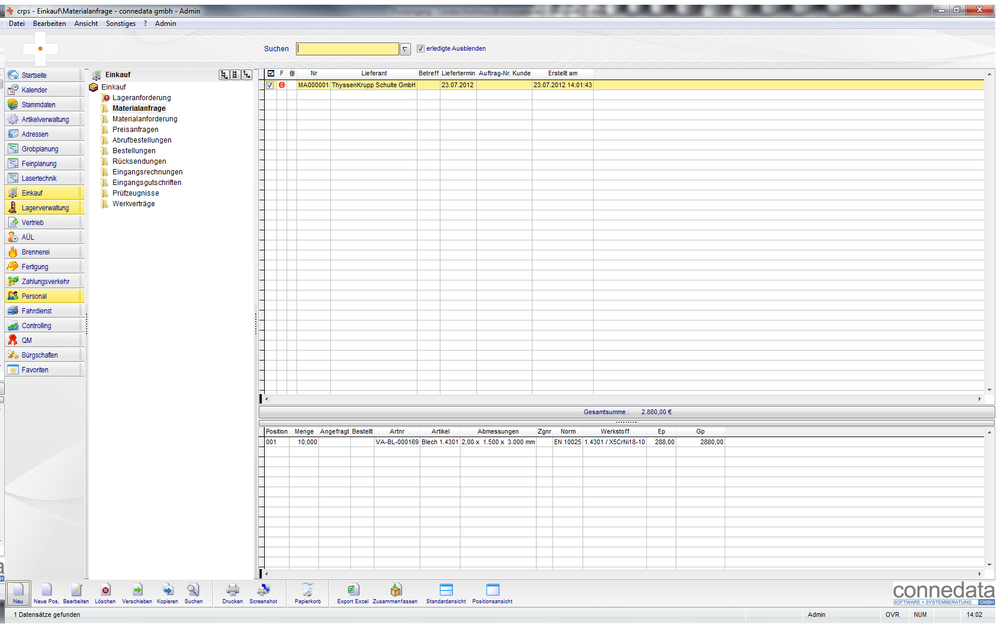 crps - Einkauf\Materialanfrage - connedata gmbh - Admin
Datei Bearbeiten Ansicht Sonstiges ? Admin
Suchen erledigte Ausblenden
Startseite
Kalender
Stammdaten
Artikelverwaltung
Adressen
Grobplanung
Feinplanung
Lasertechnik
Einkauf
Lagerverwaltung
Vertrieb
AÜL
Brennerei
Fertigung
Zahlungsverkehr
Personal
Fahrdienst
Controlling
QM
Bürgschaften
Favoriten
Einkauf
Einkauf
Lageranforderung
Materialanfrage
Materialanforderung
Preisanfragen
Abrufbestellungen
Bestellungen
Rücksendungen
Eingangsrechnungen
Eingangsgutschriften
Prüfzeugnisse
Werkverträge
F Nr Lieferant Betreff Liefertermin Auftrag-Nr. Kunde Erstellt am
MA000001 ThyssenKrupp Schulte GmbH 23.07.2012 23.07.2012 14:01:43
Gesamtsumme : 2.880,00 €
Position Menge Angefragt Bestellt Artnr Artikel Abmessungen Zgnr Norm Werkstoff Ep Gp
001 10,000 VA-BL-000169 Blech 1.4301 2,00 x 1.500 x 3.000 mm EN 10025 1.4301 / X5CrNi18-10 288,00 2880,00
Neu Neue Pos, Bearbeiten Löschen Verschieben Kopieren Suchen Drucken Screenshot Papierkorb Export Excel Zusammenfassen Standardansicht Positionsansicht
connedata
SOFTWARE + SYSTEMBERATUNG GMBH
1 Datensätze gefunden Admin OVR NUM 14:02